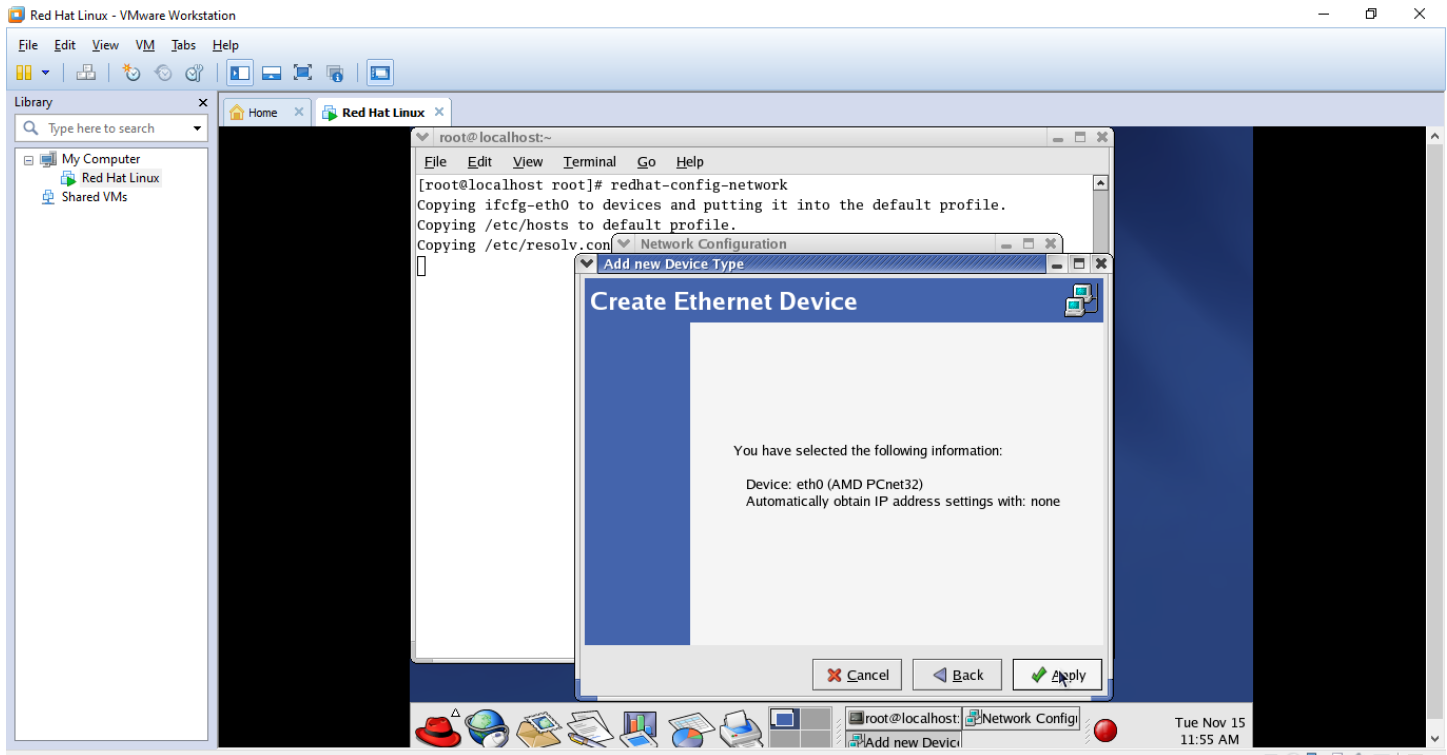 Red Hat Linux - VMware Workstation
File Edit View VM Tabs Help
Library
Home
Red Hat Linux
Type here to search
My Computer
Red Hat Linux
Shared VMs
root@localhost:~
File Edit View Terminal Go Help
[root@localhost root]# redhat-config-network
Copying ifcfg-eth0 to devices and putting it into the default profile.
Copying /etc/hosts to default profile.
Copying /etc/resolv.con
Network Configuration
Add new Device Type
Create Ethernet Device
You have selected the following information:
Device: eth0 (AMD PCnet32)
Automatically obtain IP address settings with: none
Cancel Back Apply
root@localhost:
Network Config
Add new Devic
Tue Nov 15
11:55 AM